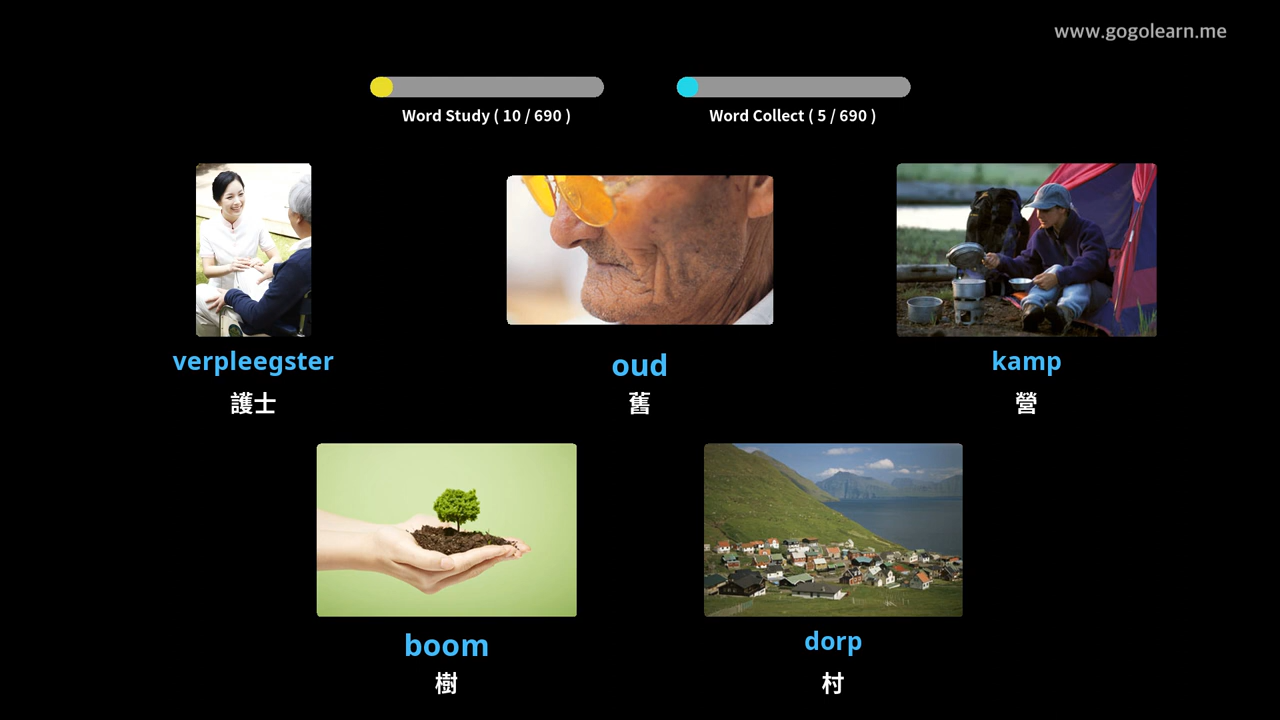 www.gogolearn.me
Word Study ( 10 / 690 )
Word Collect ( 5 / 690 )
verpleegster
護士
oud
舊
kamp
營
boom
樹
dorp
村